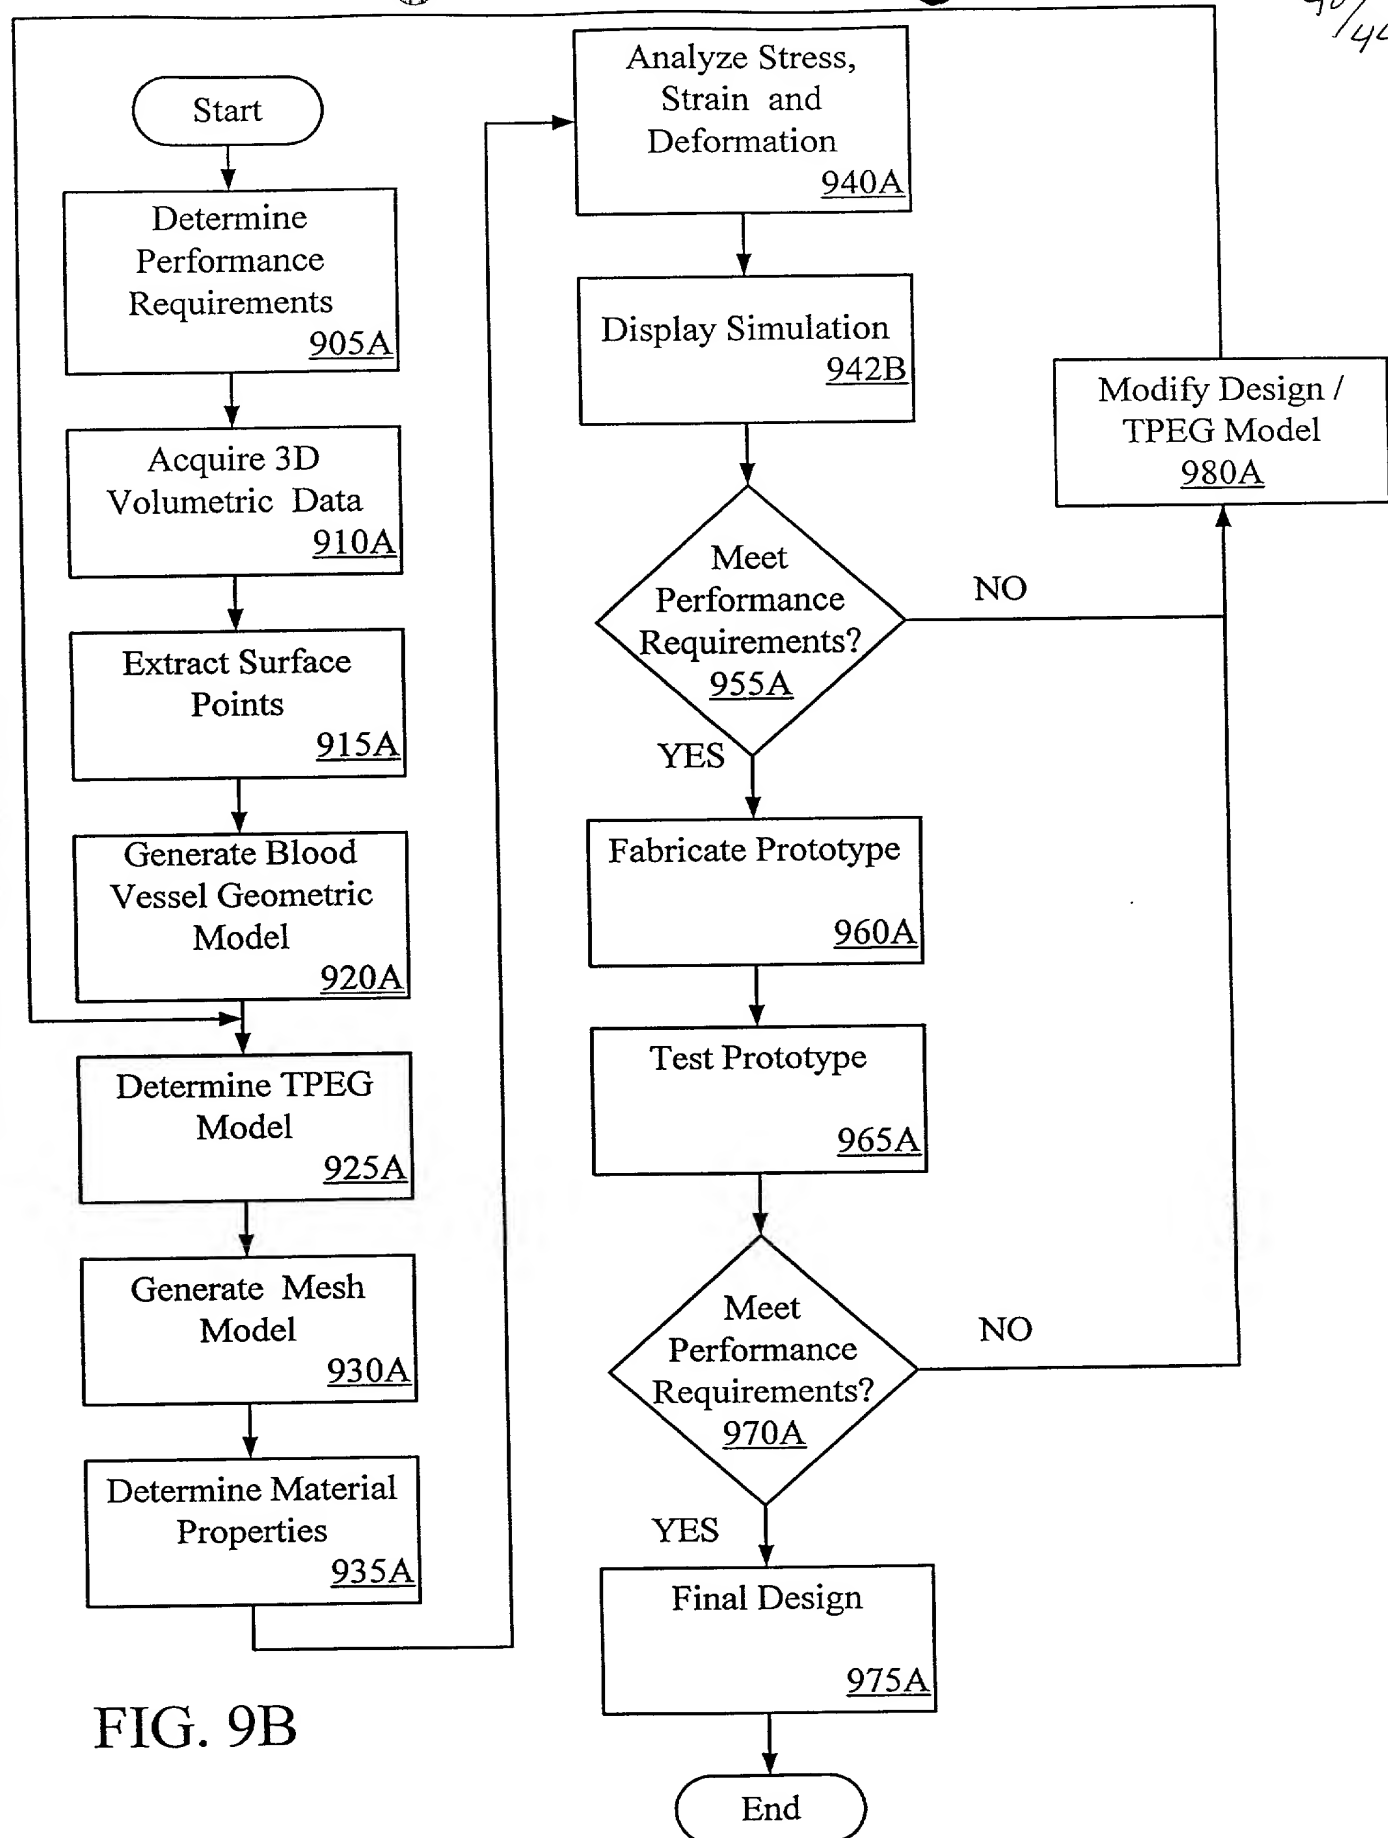 Start
Determine
Performance
Requirements
905A
Acquire 3D
Volumetric Data
910A
Extract Surface
Points
915A
Generate Blood
Vessel Geometric
Model
920A
Determine TPEG
Model
925A
Generate Mesh
Model
930A
Determine Material
Properties
935A
Analyze Stress,
Strain and
Deformation
940A
Display Simulation
942B
Meet
Performance
Requirements?
955A
NO
YES
Modify Design /
TPEG Model
980A
Fabricate Prototype
960A
Test Prototype
965A
Meet
Performance
Requirements?
970A
NO
YES
Final Design
975A
End
FIG. 9B